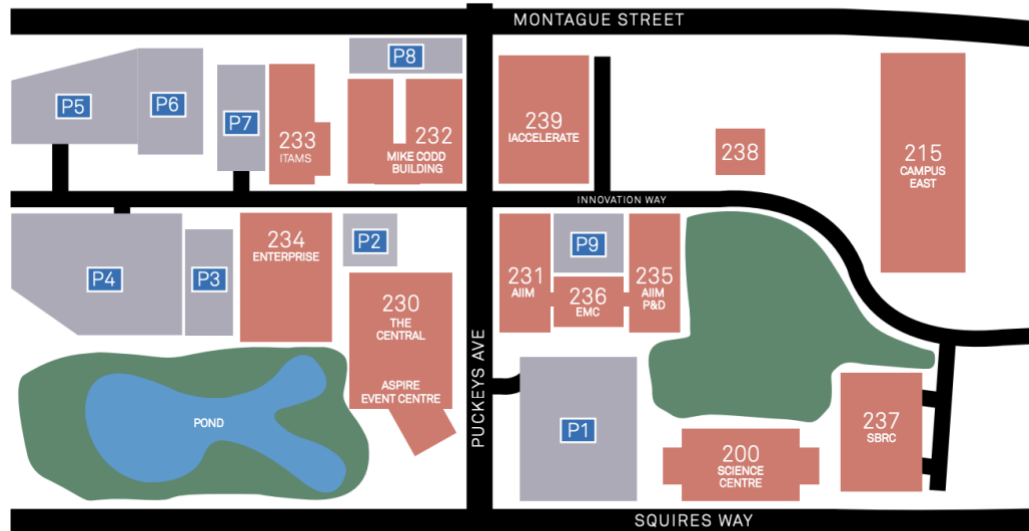 MONTAGUE STREET
P5
P6
P7
P8
233
ITAMS
232
MIKE CODD
BUILDING
239
IACCELERATE
238
215
CAMPUS
EAST
INNOVATION WAY
P4
P3
234
ENTERPRISE
P2
230
THE
CENTRAL
ASPIRE
EVENT CENTRE
PUCKEYS AVE
231
AIIM
P9
236
EMC
235
AIIM
P&D
POND
P1
200
SCIENCE
CENTRE
237
SBRC
SQUIRES WAY